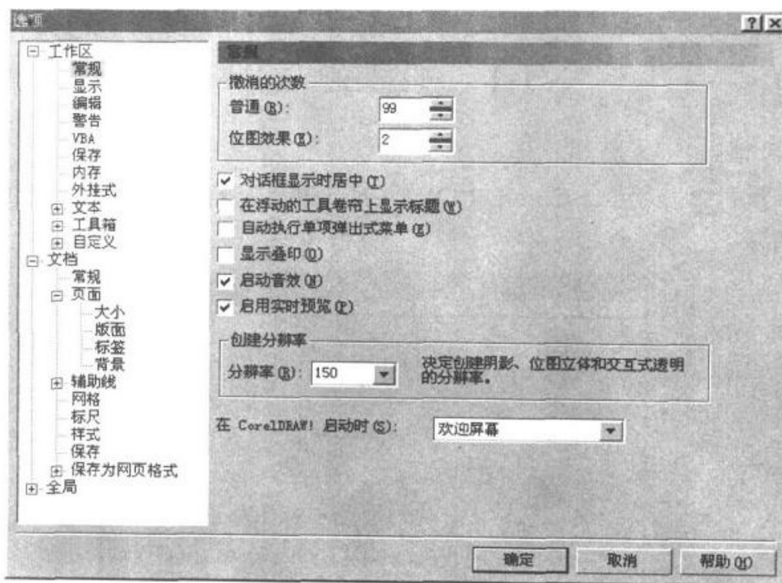 选项
工作区
常规
显示
编辑
警告
VBA
保存
内存
外挂式
文本
工具箱
自定义
文档
常规
页面
大小
版面
标签
背景
辅助线
网格
标尺
样式
保存
保存为网页格式
全局
常规
撤消的次数
普通(R): 99
位图效果(E): 2
对话框显示时居中(T)
在浮动的工具卷帘上显示标题(W)
自动执行单项弹出式菜单(E)
显示叠印(O)
启动音效(N)
启用实时预览(P)
创建分辨率
分辨率(R): 150
决定创建阴影、位图立体和交互式透明
的分辨率。
在 CorelDRAW! 启动时(S): 欢迎屏幕
确定
取消
帮助(H)